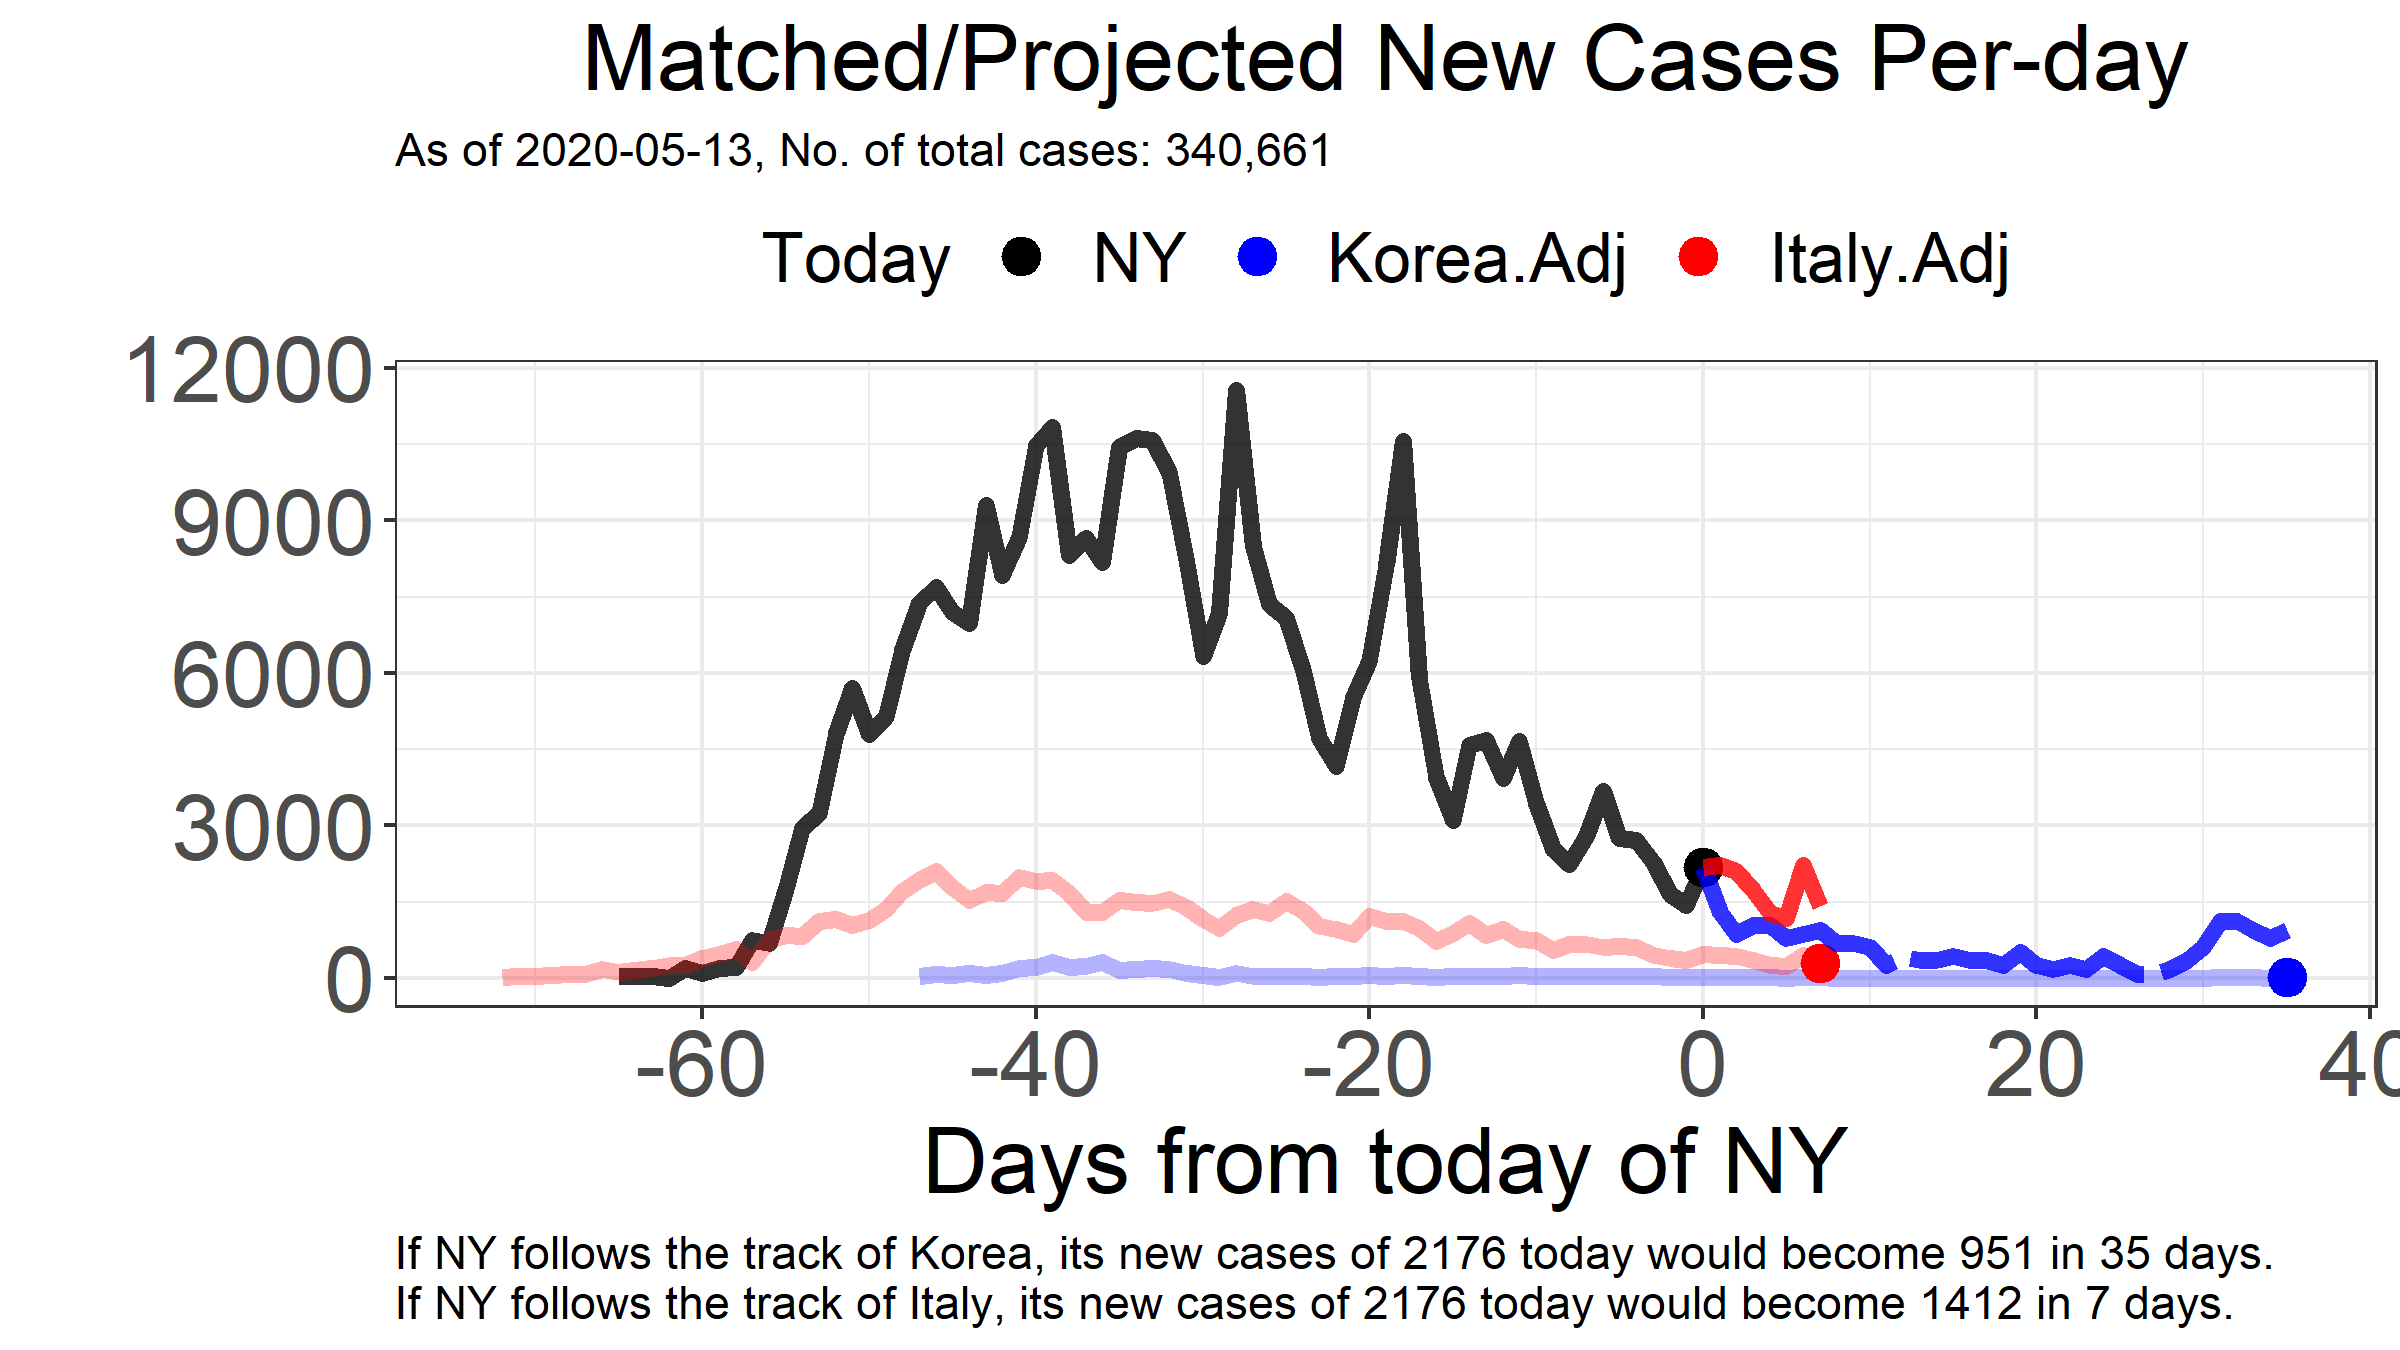 Matched/Projected New Cases Per-day
As of 2020-05-13, No. of total cases: 340,661
Today NY Korea.Adj Italy.Adj
12000
9000
6000
3000
0
-60 -40 -20 0 20 40
Days from today of NY
If NY follows the track of Korea, its new cases of 2176 today would become 951 in 35 days.
If NY follows the track of Italy, its new cases of 2176 today would become 1412 in 7 days.